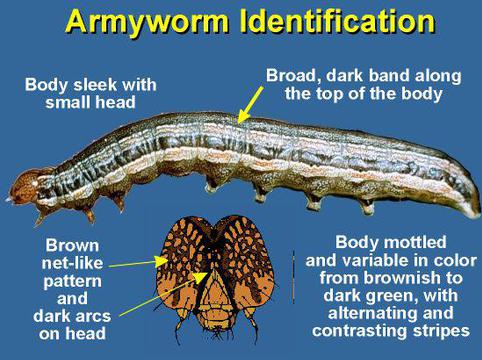 Armyworm Identification
Body sleek with
small head
Broad, dark band along
the top of the body
Brown
net-like
pattern
and
dark arcs
on head
Body mottled
and variable in color
from brownish to
dark green, with
alternating and
contrasting stripes